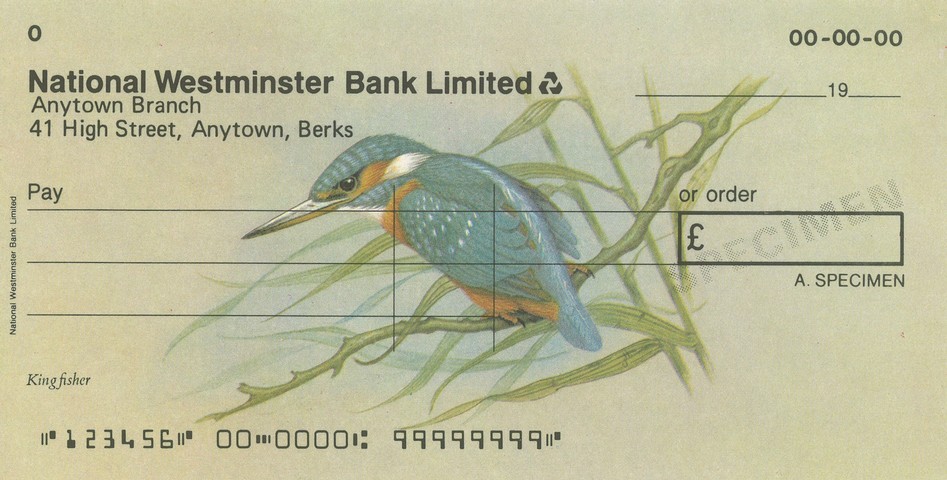 0
00-00-00
National Westminster Bank Limited
Anytown Branch
41 High Street, Anytown, Berks
19
Pay
or order
£
SPECIMEN
A. SPECIMEN
National Westminster Bank Limited
Kingfisher
⑈123456⑈ 00⑉0000⑆ 99999999⑈